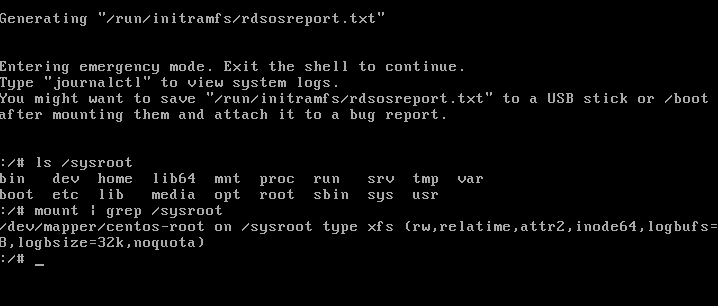 Generating "/run/initramfs/rdsosreport.txt"
Entering emergency mode. Exit the shell to continue.
Type "journalctl" to view system logs.
You might want to save "/run/initramfs/rdsosreport.txt" to a USB stick or /boot
after mounting them and attach it to a bug report.
:/# ls /sysroot
bin dev home lib64 mnt proc run srv tmp var
boot etc lib media opt root sbin sys usr
:/# mount | grep /sysroot
/dev/mapper/centos-root on /sysroot type xfs (rw,relatime,attr2,inode64,logbufs=
8,logbsize=32k,noquota)
:/# _